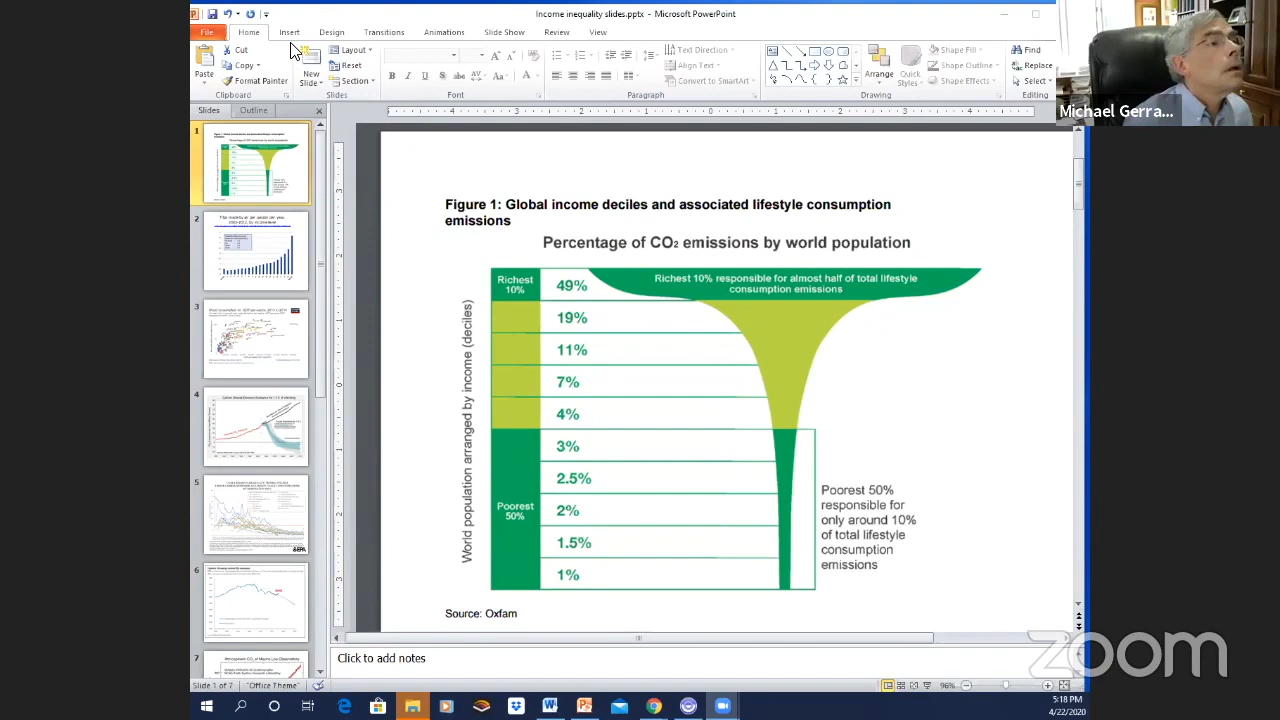 Income inequality slides.pptx - Microsoft PowerPoint
File Home Insert Design Transitions Animations Slide Show Review View
Cut
Copy
Format Painter
Paste
Clipboard
New
Slide
Layout
Reset
Section
Slides
Font
Text Direction
Align Text
Convert to SmartArt
Paragraph
Arrange
Quick
Styles
Shape Fill
Shape Outline
Shape Effects
Drawing
Find
Replace
Select
Editing
Michael Gerra...
Slides Outline
1
2
3
4
5
6
7
Figure 1: Global income deciles and associated lifestyle consumption
emissions
Percentage of CO2 emissions by world population
World population arranged by income (deciles)
Richest
10%
49%
Richest 10% responsible for almost half of total lifestyle
consumption emissions
19%
11%
7%
4%
3%
2.5%
Poorest
50%
2%
1.5%
1%
Poorest 50%
responsible for
only around 10%
of total lifestyle
consumption
emissions
Source: Oxfam
Click to add notes
zoom
Slide 1 of 7 "Office Theme" 96%
5:18 PM
4/22/2020